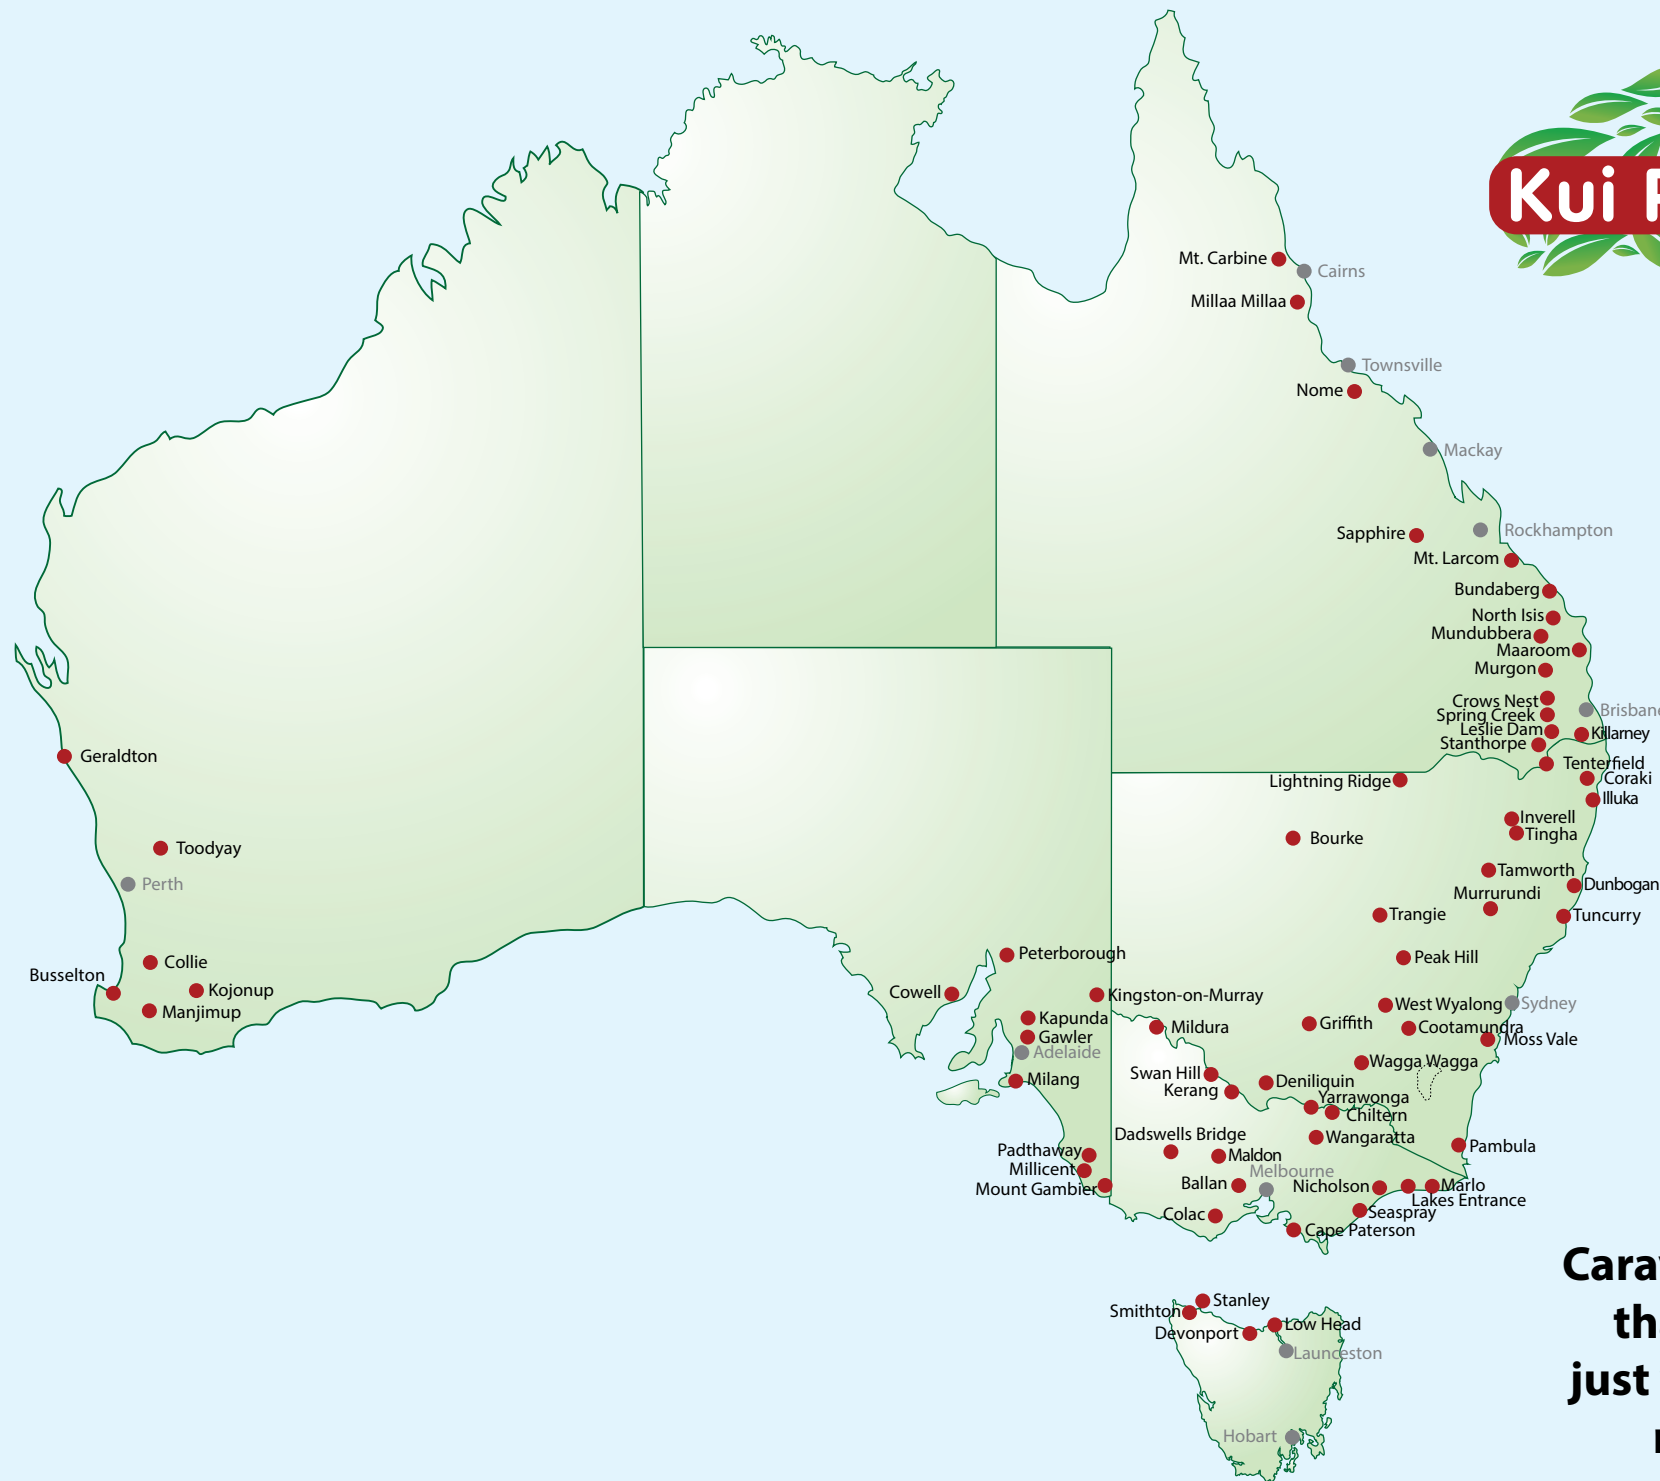 Kui P
Mt. Carbine
Cairns
Millaa Millaa
Townsville
Nome
Mackay
Sapphire
Rockhampton
Mt. Larcom
Bundaberg
North Isis
Mundubbera
Maaroom
Murgon
Crows Nest
Brisbane
Spring Creek
Leslie Dam
Killarney
Stanthorpe
Tenterfield
Coraki
Lightning Ridge
Illuka
Inverell
Tingha
Bourke
Tamworth
Dunbogan
Murrurundi
Trangie
Tuncurry
Peak Hill
Geraldton
Toodyay
Perth
Collie
Busselton
Kojonup
Manjimup
Peterborough
Cowell
Kingston-on-Murray
Kapunda
Gawler
Adelaide
Milang
Mildura
Griffith
West Wyalong
Sydney
Cootamundra
Moss Vale
Wagga Wagga
Swan Hill
Kerang
Deniliquin
Yarrawonga
Chiltern
Wangaratta
Dadswells Bridge
Maldon
Melbourne
Pambula
Padthaway
Millicent
Mount Gambier
Ballan
Nicholson
Marlo
Lakes Entrance
Colac
Seaspray
Cape Paterson
Stanley
Smithton
Low Head
Devonport
Launceston
Hobart
Cara
th
just